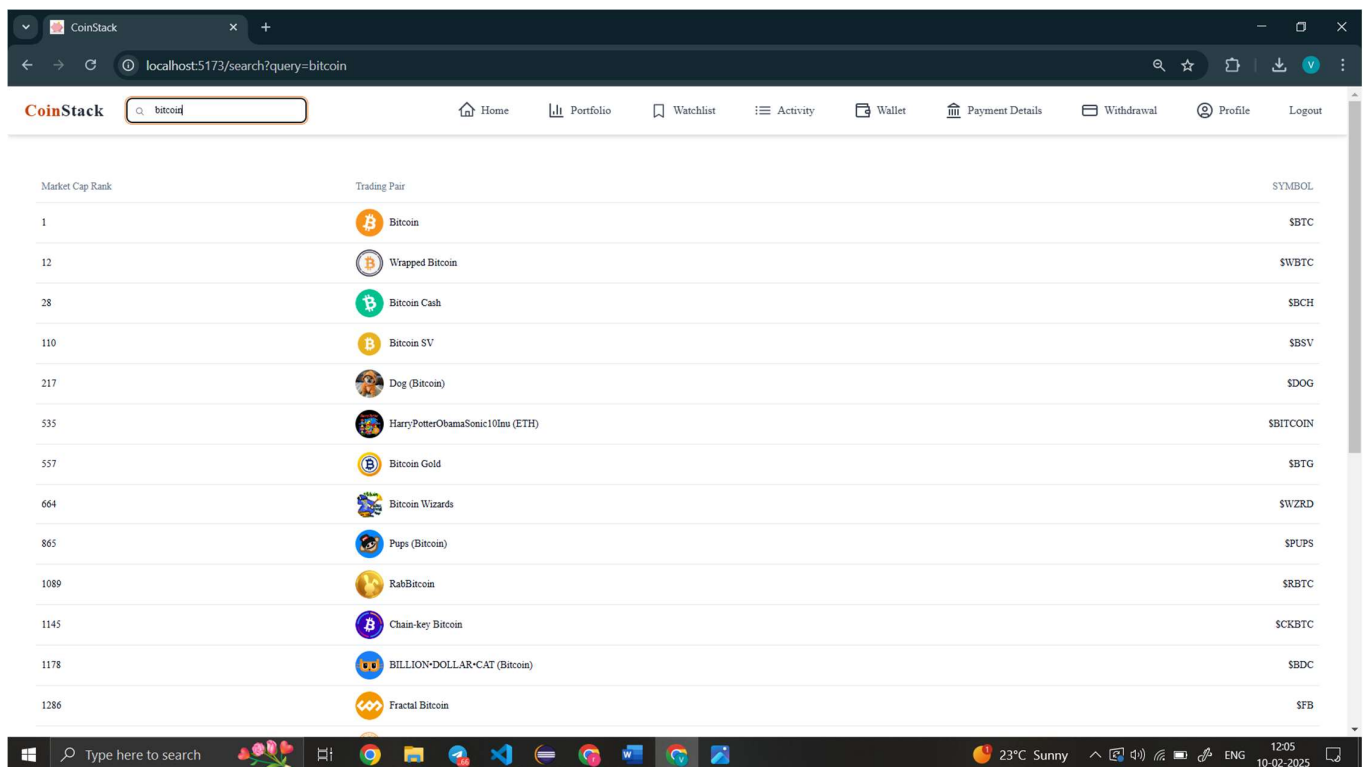 CoinStack
localhost:5173/search?query=bitcoin
V
CoinStack bitcoin Home Portfolio Watchlist Activity Wallet Payment Details Withdrawal Profile Logout
Market Cap Rank Trading Pair SYMBOL
1 Bitcoin $BTC
12 Wrapped Bitcoin $WBTC
28 Bitcoin Cash $BCH
110 Bitcoin SV $BSV
217 Dog (Bitcoin) $DOG
535 HarryPotterObamaSonic10Inu (ETH) $BITCOIN
557 Bitcoin Gold $BTG
664 Bitcoin Wizards $WZRD
865 Pups (Bitcoin) $PUPS
1089 RabBitcoin $RBTC
1145 Chain-key Bitcoin $CKBTC
1178 BILLION•DOLLAR•CAT (Bitcoin) $BDC
1286 Fractal Bitcoin $FB
Type here to search 23°C Sunny ENG 12:05
10-02-2025